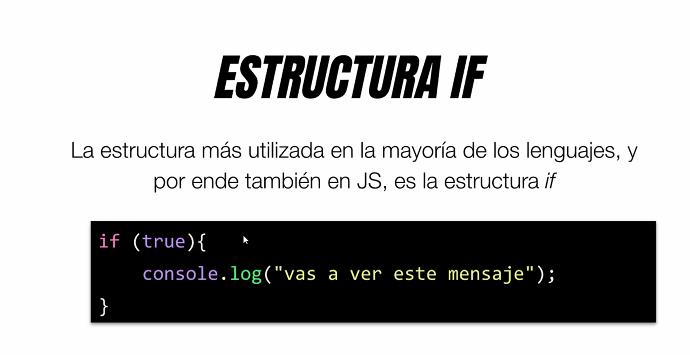 ESTRUCTURA IF
La estructura más utilizada en la mayoría de los lenguajes, y
por ende también en JS, es la estructura if
if (true){
    console.log("vas a ver este mensaje");
}